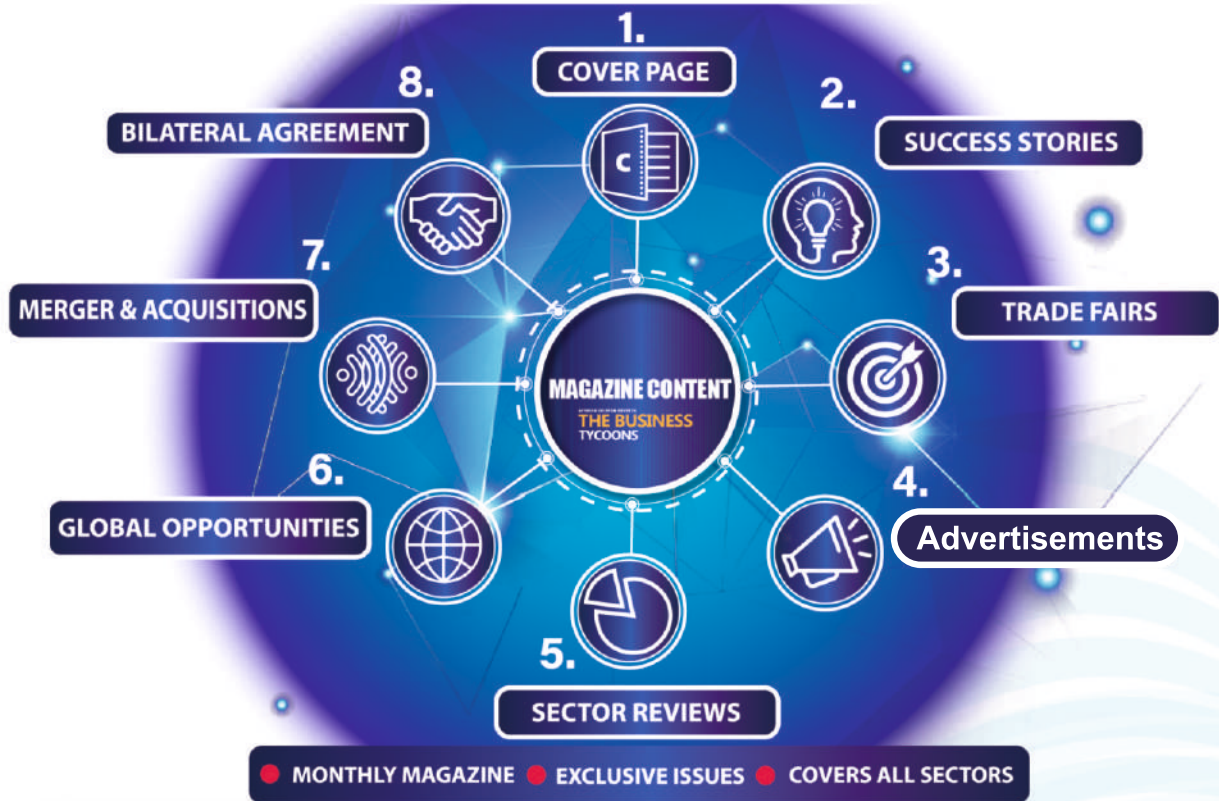 1.
COVER PAGE
2.
SUCCESS STORIES
3.
TRADE FAIRS
4.
Advertisements
5.
SECTOR REVIEWS
6.
GLOBAL OPPORTUNITIES
7.
MERGER & ACQUISITIONS
8.
BILATERAL AGREEMENT
C
MAGAZINE CONTENT
THE BUSINESS
TYCOONS
MONTHLY MAGAZINE EXCLUSIVE ISSUES COVERS ALL SECTORS